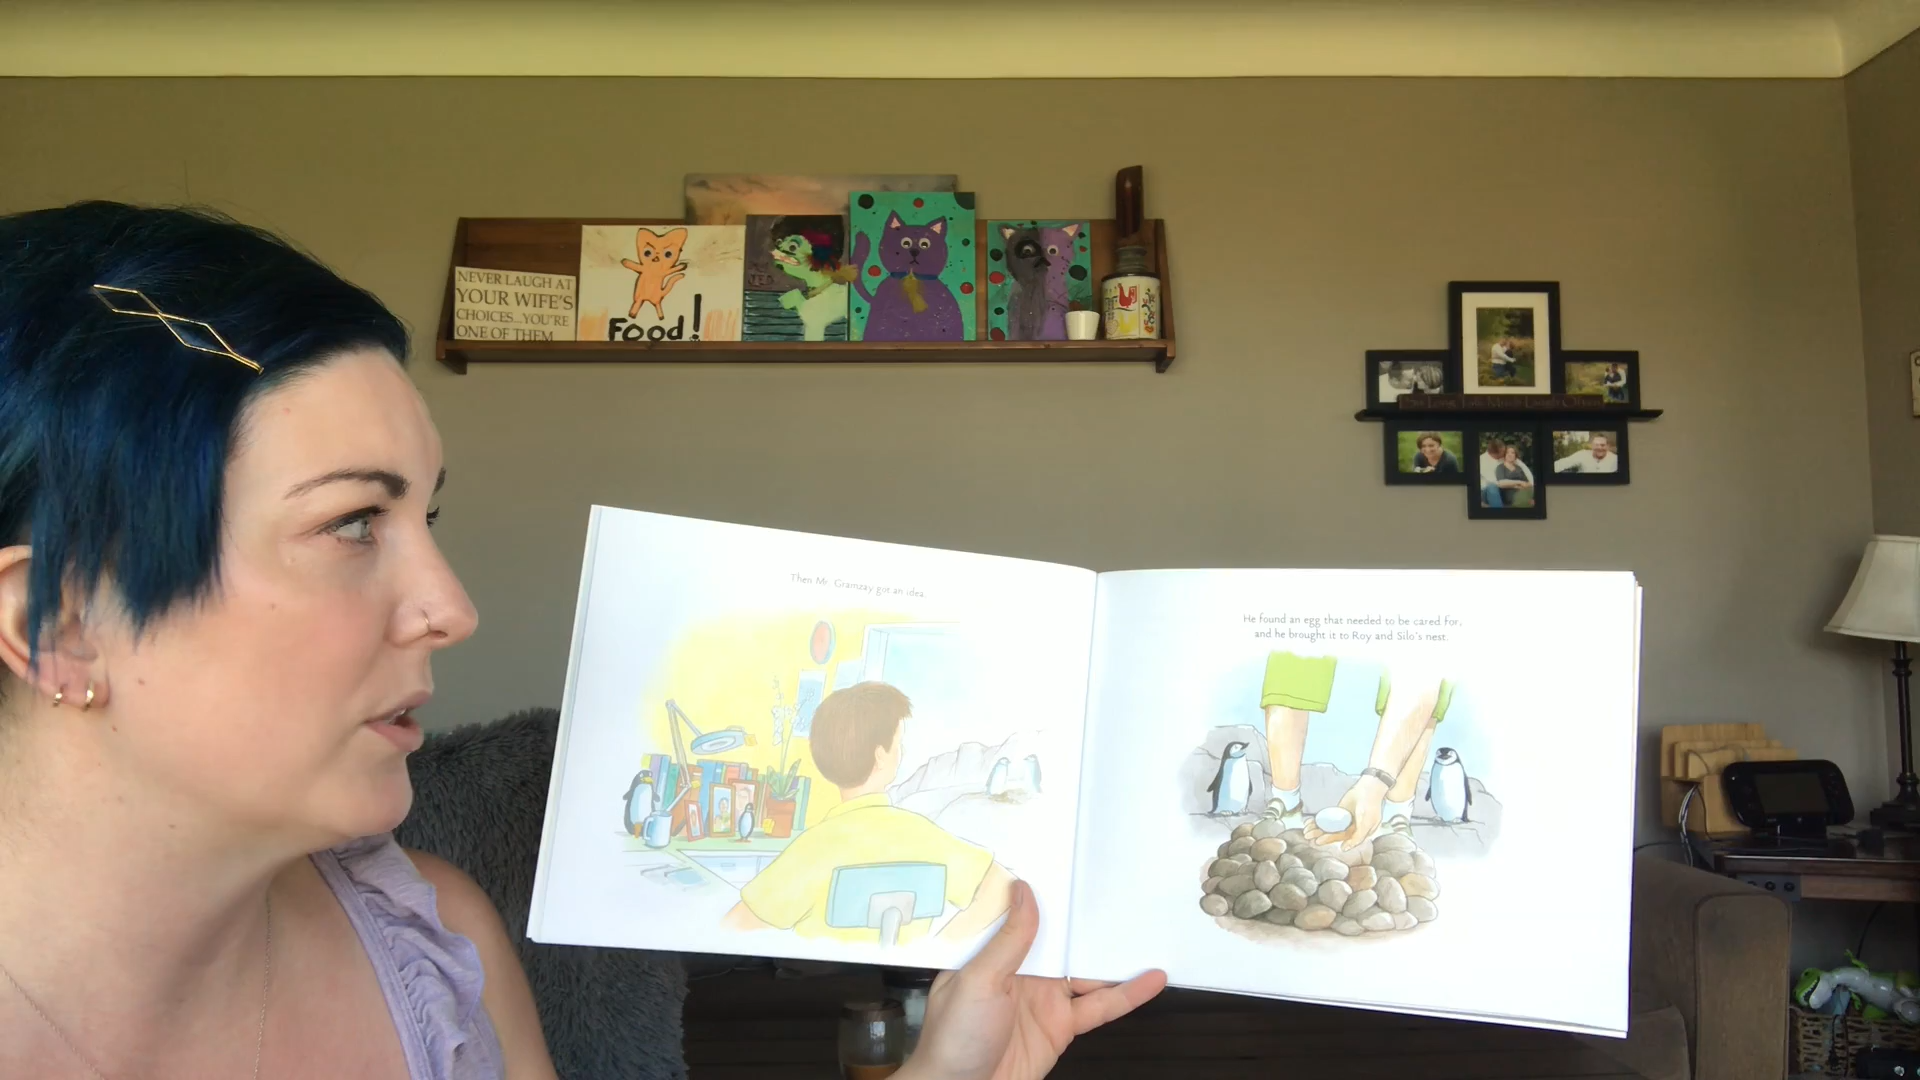 NEVER LAUGH AT
YOUR WIFE'S
CHOICES...YOU'RE
ONE OF THEM
Food!
Then Mr. Gramzay got an idea.
He found an egg that needed to be cared for,
and he brought it to Roy and Silo's nest.